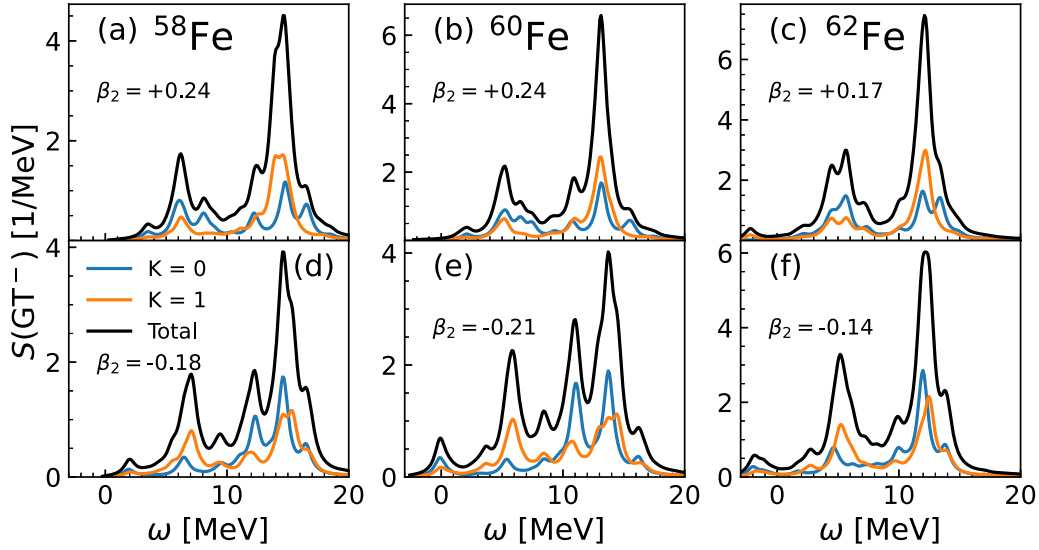 (a) ⁵⁸Fe
(b) ⁶⁰Fe
(c) ⁶²Fe
β₂ = +0.24
β₂ = +0.24
β₂ = +0.17
4
2
6
4
2
6
4
2
S(GT⁻) [1/MeV]
K = 0
K = 1
Total
(d)
(e)
(f)
β₂ = -0.18
β₂ = -0.21
β₂ = -0.14
4
2
0
4
2
0
6
4
2
0
0 10 20
0 10 20
0 10 20
ω [MeV]
ω [MeV]
ω [MeV]